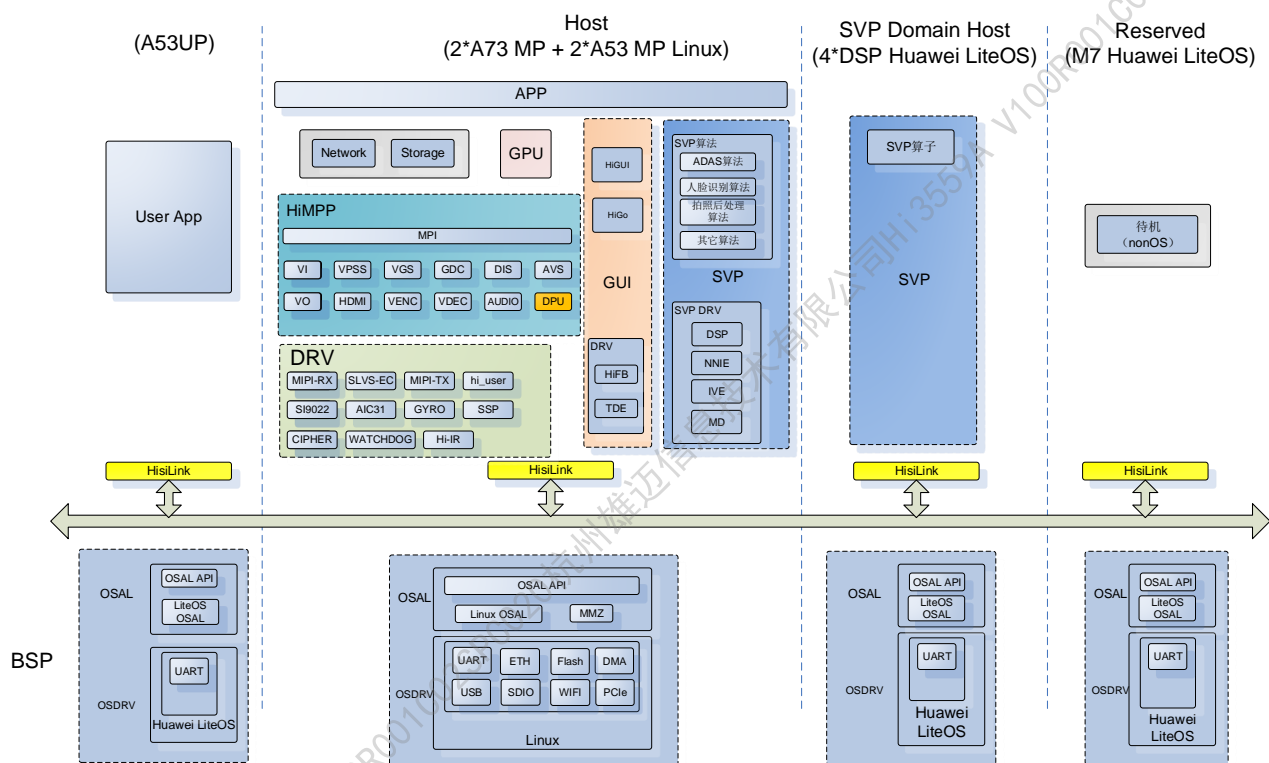 (A53UP)
Host
(2*A73 MP + 2*A53 MP Linux)
SVP Domain Host
(4*DSP Huawei LiteOS)
Reserved
(M7 Huawei LiteOS)
APP
User App
Network
Storage
GPU
HiMPP
MPI
VI
VPSS
VGS
GDC
DIS
AVS
VO
HDMI
VENC
VDEC
AUDIO
DPU
DRV
MIPI-RX
SLVS-EC
MIPI-TX
hi_user
SI9022
AIC31
GYRO
SSP
CIPHER
WATCHDOG
Hi-IR
HiGUI
HiGo
GUI
DRV
HiFB
TDE
SVP算法
ADAS算法
人脸识别算法
拍照后处理
算法
其它算法
SVP
SVP DRV
DSP
NNIE
IVE
MD
SVP算子
SVP
待机
（nonOS）
HisiLink
HisiLink
HisiLink
HisiLink
BSP
OSAL
OSAL API
LiteOS
OSAL
OSDRV
UART
Huawei LiteOS
OSAL
OSAL API
Linux OSAL
MMZ
OSDRV
UART
ETH
Flash
DMA
USB
SDIO
WIFI
PCIe
Linux
OSAL
OSAL API
LiteOS
OSAL
OSDRV
UART
Huawei
LiteOS
OSAL
OSAL API
LiteOS
OSAL
OSDRV
UART
Huawei
LiteOS